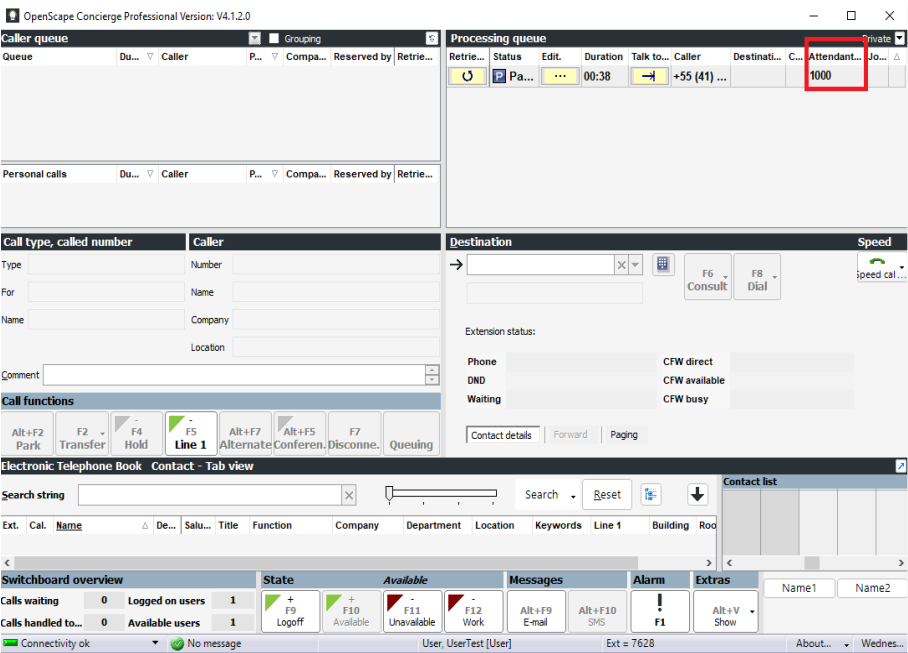 OpenScape Concierge Professional Version: V4.1.2.0
Caller queue Grouping
Queue Du... Caller P... Compa... Reserved by Retrie...
Personal calls Du... Caller P... Compa... Reserved by Retrie...
Processing queue Private
Retrie... Status Edit. Duration Talk to... Caller Destinati... C... Attendant... Jo...
P Pa... ... 00:38 +55 (41) ... 1000
Call type, called number Caller
Type Number
For Name
Name Company
Location
Comment
Destination Speed
F6 Consult
F8 Dial
Speed cal...
Extension status:
Phone CFW direct
DND CFW available
Waiting CFW busy
Contact details Forward Paging
Call functions
Alt+F2 Park
F2 Transfer
- F4 Hold
- F5 Line 1
Alt+F7 Alternate
Alt+F5 Conferen.
F7 Disconne.
Queuing
Electronic Telephone Book Contact - Tab view
Search string Search Reset
Contact list
Ext. Cal. Name De... Salu... Title Function Company Department Location Keywords Line 1 Building Roo
Switchboard overview
Calls waiting 0 Logged on users 1
Calls handled to... 0 Available users 1
State Available
+ F9 Logoff
+ F10 Available
- F11 Unavailable
- F12 Work
Messages
Alt+F9 E-mail
Alt+F10 SMS
Alarm
! F1
Extras
Alt+V Show
Name1 Name2
Connectivity ok No message User, UserTest [User] Ext = 7628 About... Wednes...